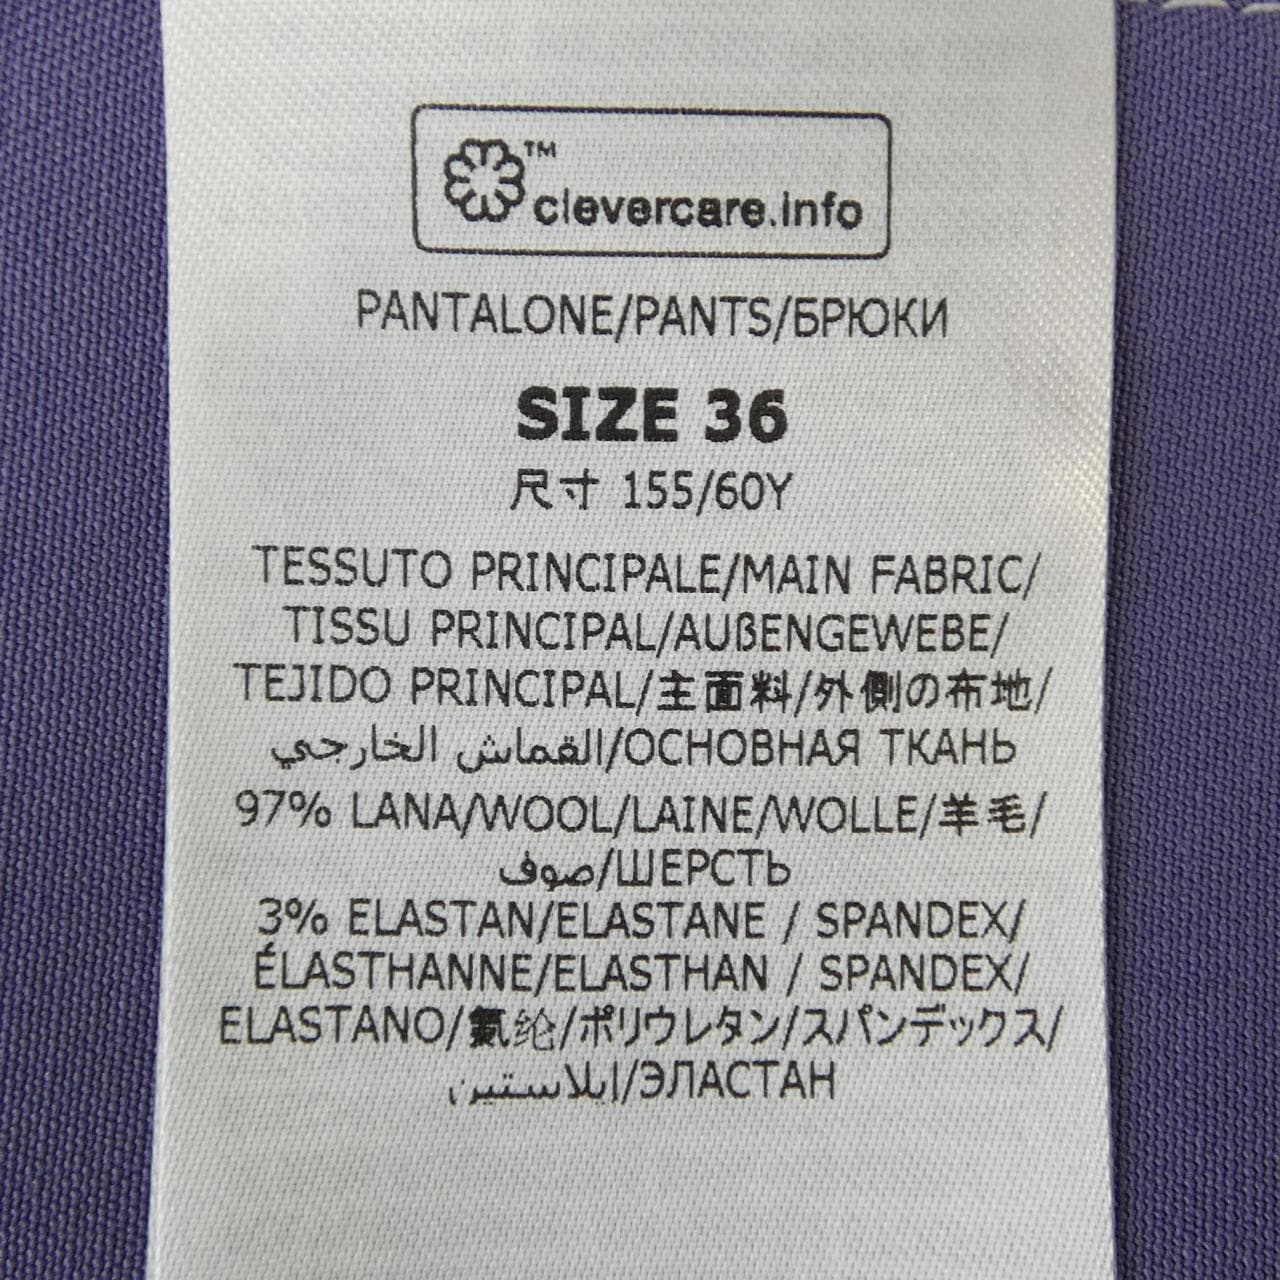 ™
clevercare.info
PANTALONE/PANTS/БРЮКИ
SIZE 36
尺寸 155/60Y
TESSUTO PRINCIPALE/MAIN FABRIC/
TISSU PRINCIPAL/AUßENGEWEBE/
TEJIDO PRINCIPAL/主面料/外側の布地/
القماش الخارجي/ОСНОВНАЯ ТКАНЬ
97% LANA/WOOL/LAINE/WOLLE/羊毛/
صوف/ШЕРСТЬ
3% ELASTAN/ELASTANE / SPANDEX/
ÉLASTHANNE/ELASTHAN / SPANDEX/
ELASTANO/氨纶/ポリウレタン/スパンデックス/
ايلاستين/ЭЛАСТАН